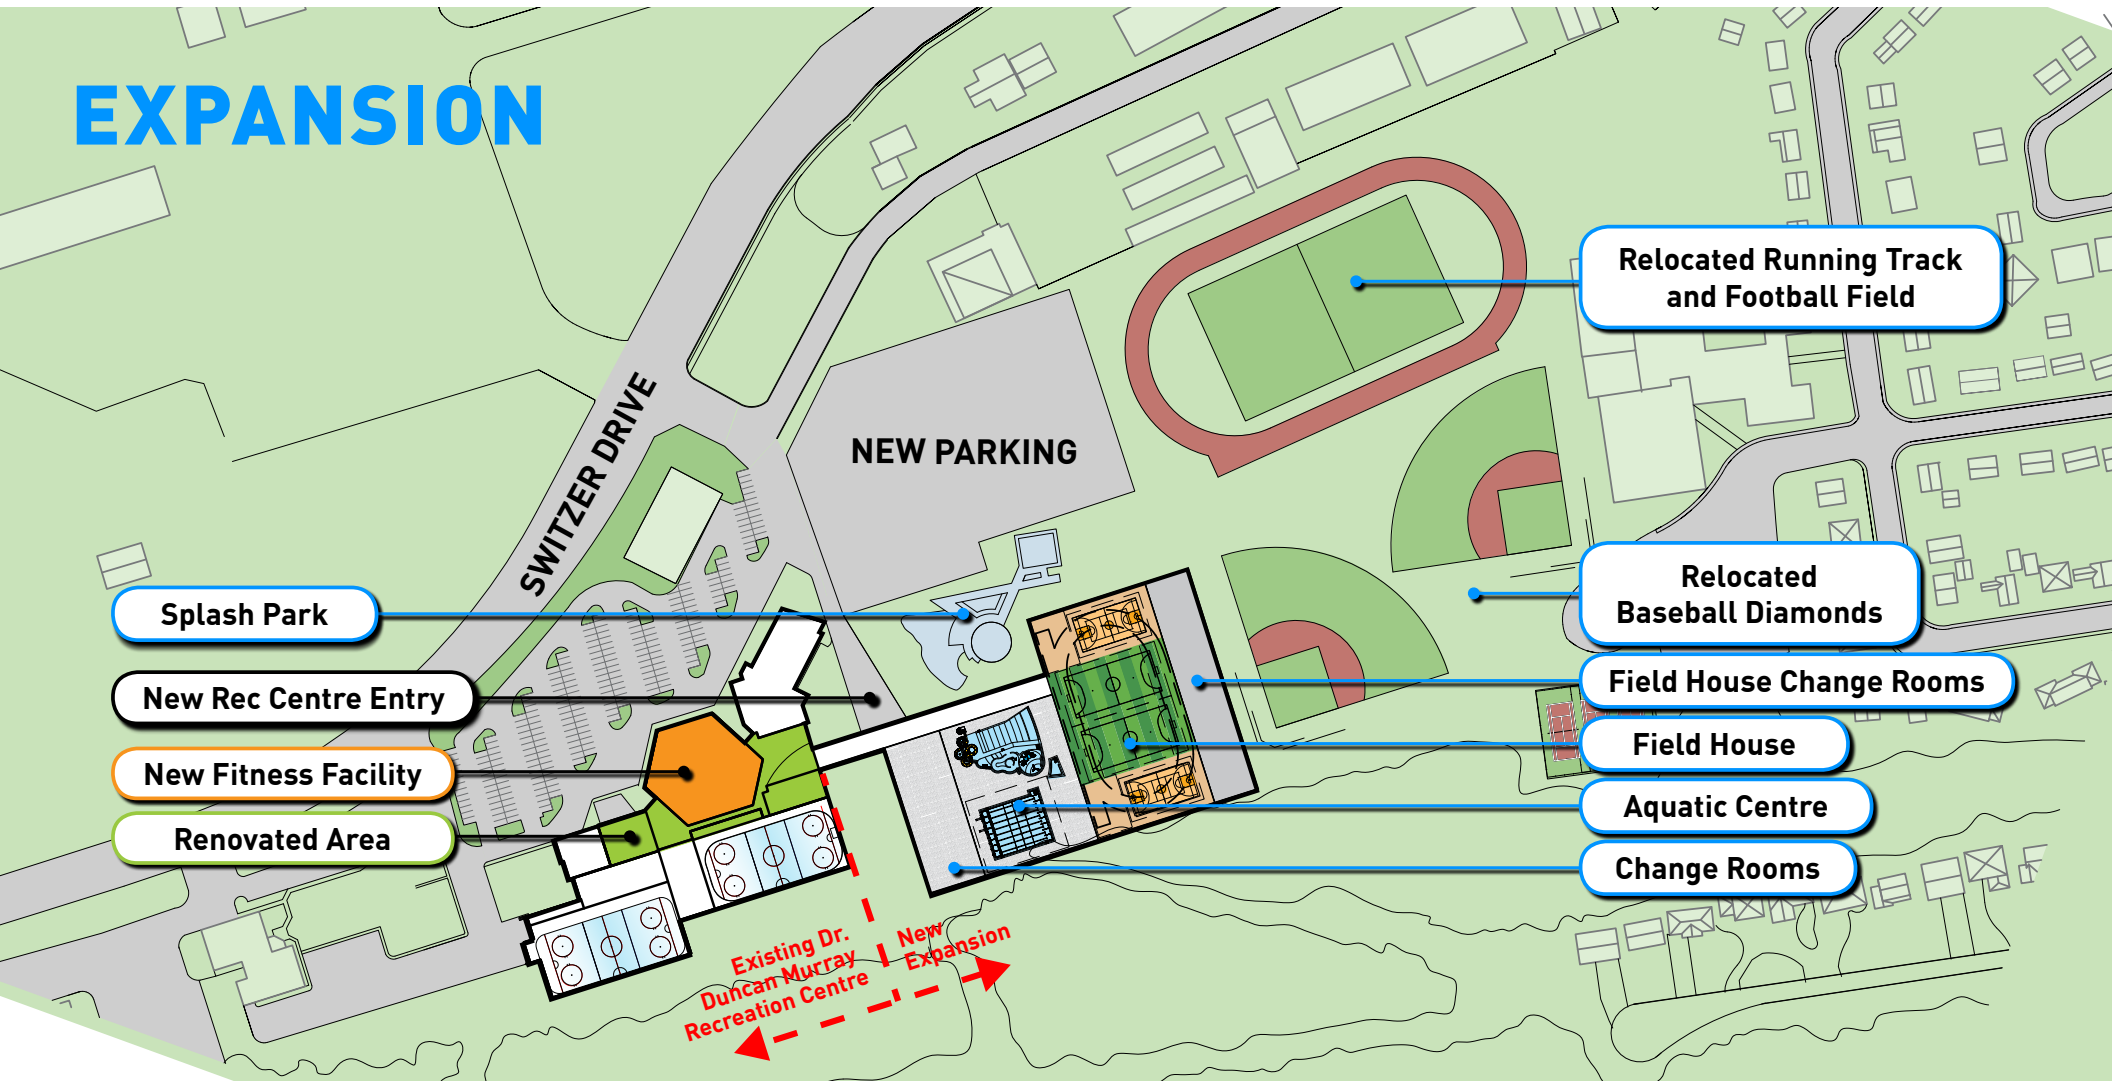 EXPANSION
SWITZER DRIVE
NEW PARKING
Relocated Running Track
and Football Field
Splash Park
New Rec Centre Entry
New Fitness Facility
Renovated Area
Relocated
Baseball Diamonds
Field House Change Rooms
Field House
Aquatic Centre
Change Rooms
Existing Dr.
Duncan Murray
Recreation Centre
New
Expansion